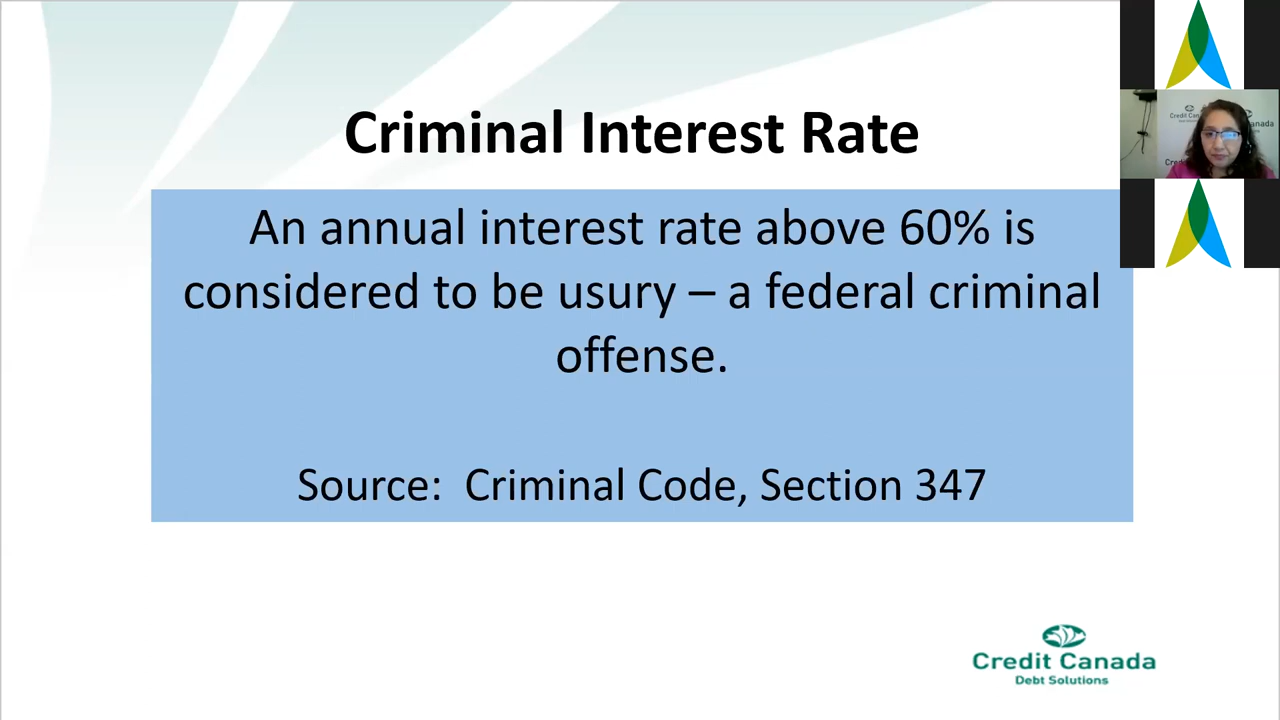 Criminal Interest Rate
An annual interest rate above 60% is
considered to be usury – a federal criminal
offense.
Source: Criminal Code, Section 347
Credit Canada
Debt Solutions